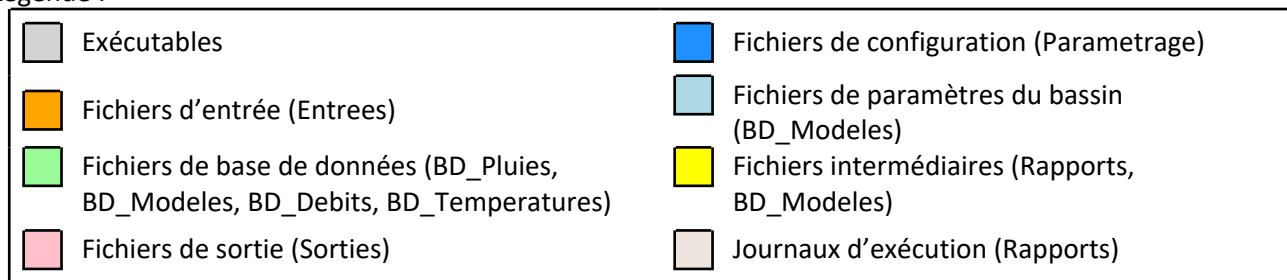 Exécutables
Fichiers d'entrée (Entrees)
Fichiers de base de données (BD_Pluies,
BD_Modeles, BD_Debits, BD_Temperatures)
Fichiers de sortie (Sorties)
Fichiers de configuration (Parametrage)
Fichiers de paramètres du bassin
(BD_Modeles)
Fichiers intermédiaires (Rapports,
BD_Modeles)
Journaux d'exécution (Rapports)